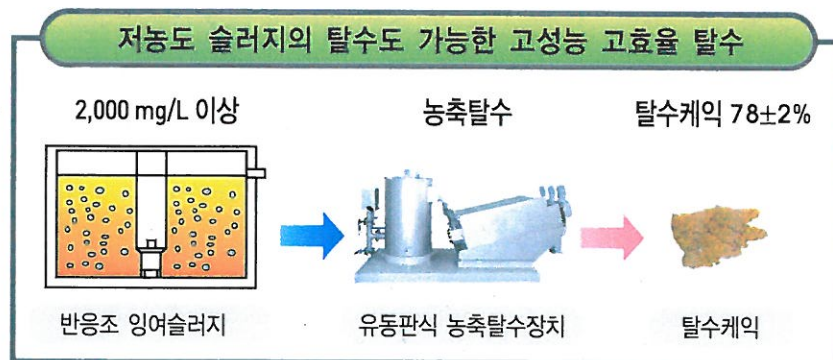 저농도 슬러지의 탈수도 가능한 고성능 고효율 탈수
2,000 mg/L 이상
농축탈수
탈수케익 78±2%
반응조 잉여슬러지
유동판식 농축탈수장치
탈수케익